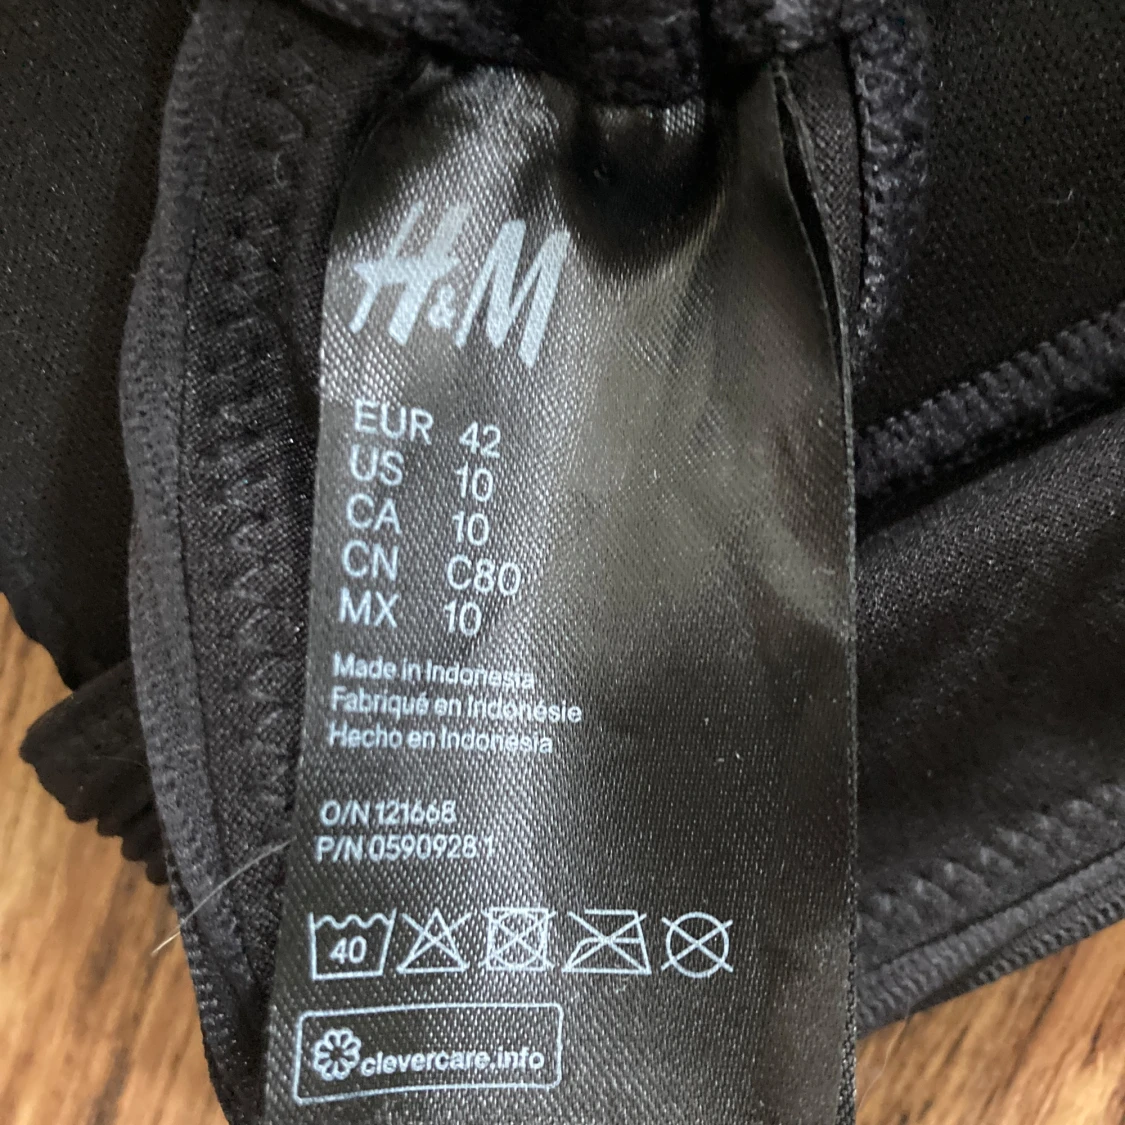 H&M
EUR 42
US 10
CA 10
CN C80
MX 10
Made in Indonesia
Fabriqué en Indonésie
Hecho en Indonesia
O/N 121668
P/N 0590928 1
40
clevercare.info